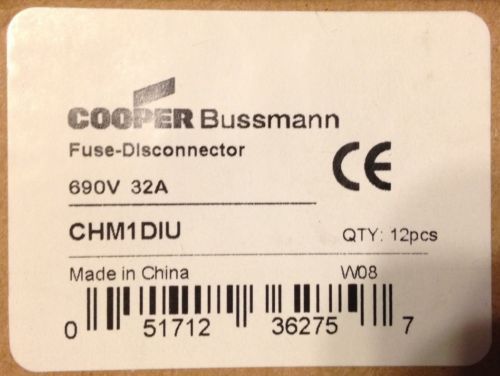 COOPER Bussmann
Fuse-Disconnector
CE
690V 32A
CHM1DIU QTY: 12pcs
Made in China W08
0 51712 36275 7